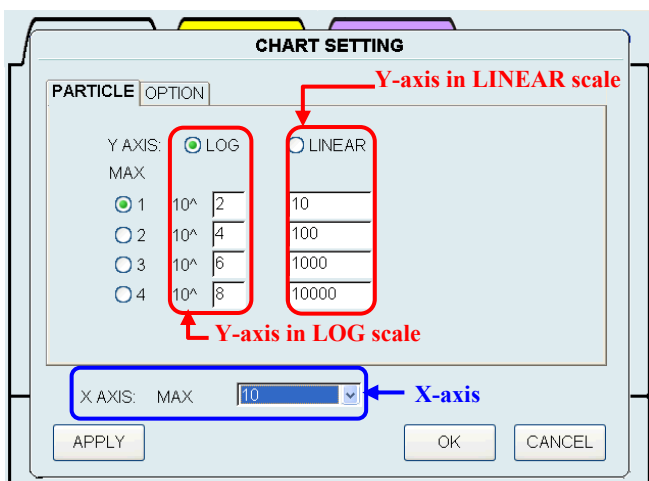 CHART SETTING
Y-axis in LINEAR scale
PARTICLE OPTION
Y AXIS: LOG LINEAR
MAX
1 10^ 2 10
2 10^ 4 100
3 10^ 6 1000
4 10^ 8 10000
Y-axis in LOG scale
X AXIS: MAX 10 X-axis
APPLY OK CANCEL